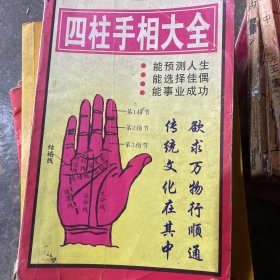 四柱手相大全
●能预测人生
●能选择佳偶
●能事业成功
欲求万物行顺通
传统文化在其中
第1指节
第2指节
第3指节
结婚线